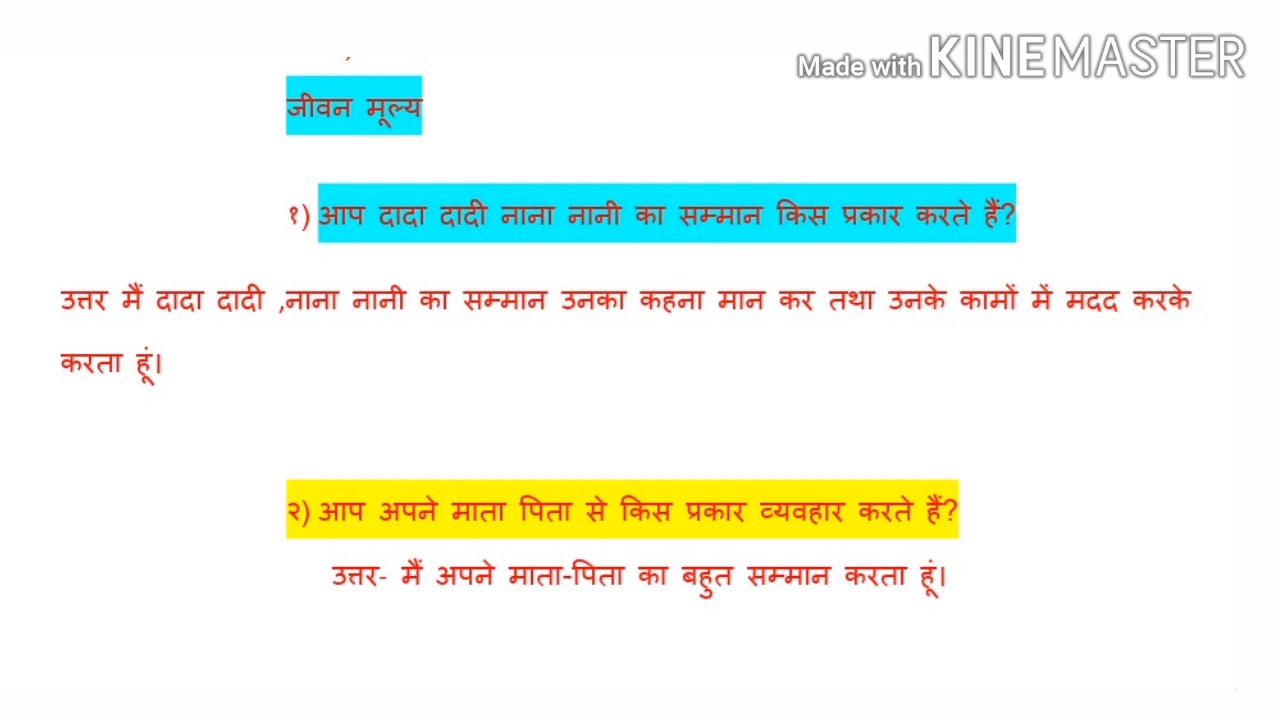 Made with KINEMASTER
जीवन मूल्य
१) आप दादा दादी नाना नानी का सम्मान किस प्रकार करते हैं?
उत्तर मैं दादा दादी ,नाना नानी का सम्मान उनका कहना मान कर तथा उनके कामों में मदद करके
करता हूं।
२) आप अपने माता पिता से किस प्रकार व्यवहार करते हैं?
उत्तर- मैं अपने माता-पिता का बहुत सम्मान करता हूं।